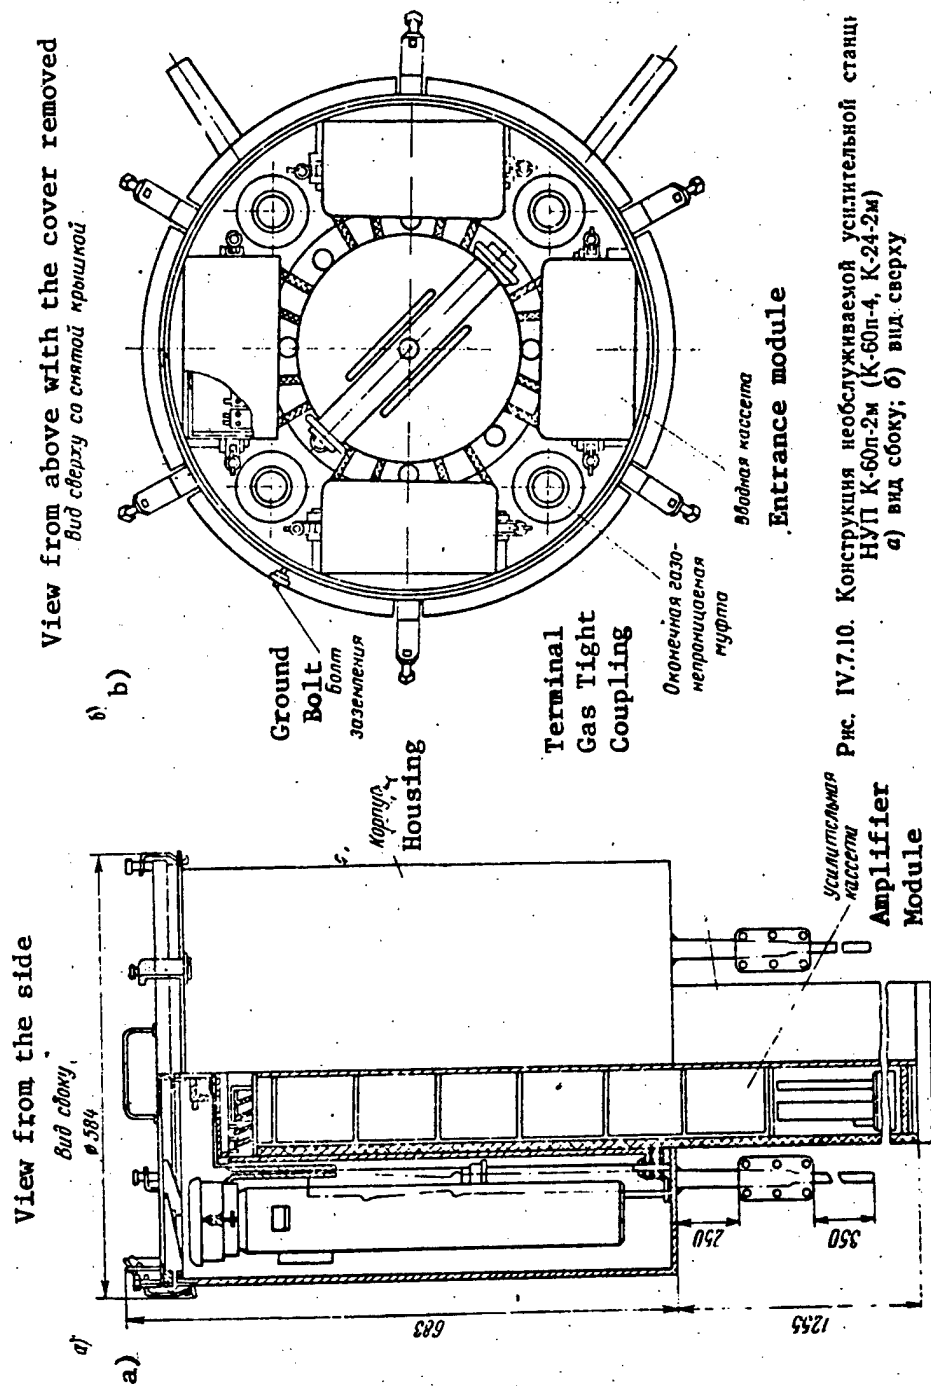 View from the side
Вид сбоку
ø 584
а)
a)
683
1255
250
350
Корпус
Housing
Усилительная
кассета
Amplifier
Module
View from above with the cover removed
Вид сверху со снятой крышкой
б)
b)
Ground
Bolt
Болт
заземления
Terminal
Gas Tight
Coupling
Оконечная газо-
непроницаемая
муфта
Вводная кассета
Entrance module
Рис. IV.7.10. Конструкция необслуживаемой усилительной
НУП К-60п-2м (К-60п-4, К-24-2м)
а) вид сбоку; б) вид сверху